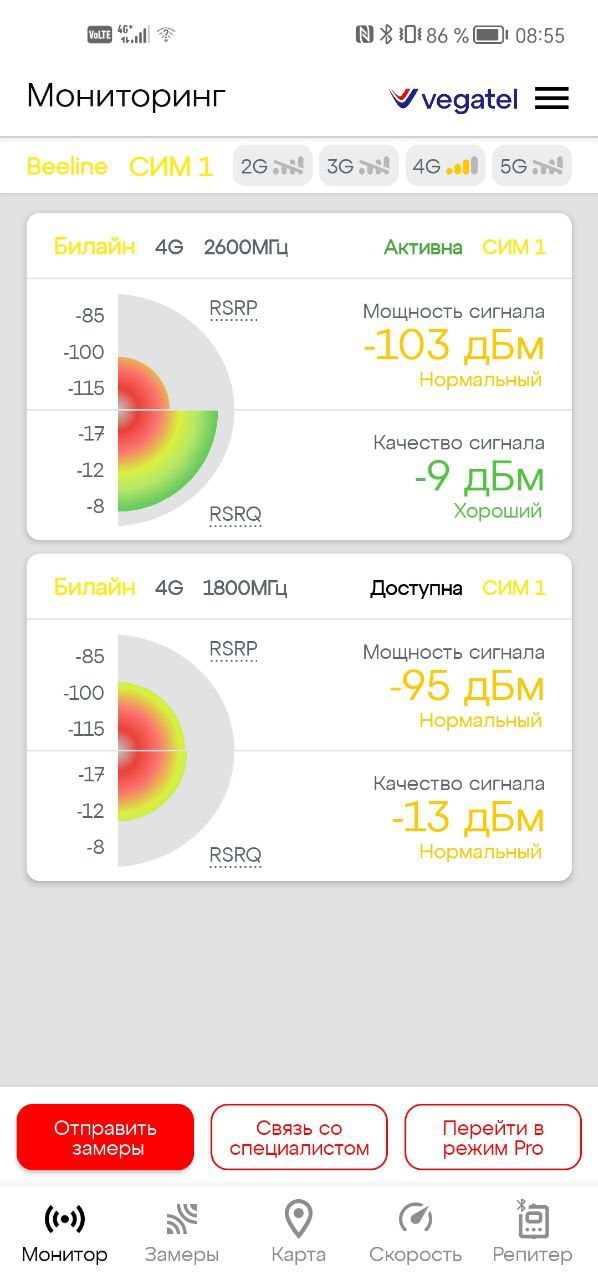 VoLTE 4G+ 86 % 08:55
Мониторинг
vegatel
Beeline СИМ 1 2G 3G 4G 5G
Билайн 4G 2600МГц Активна СИМ 1
RSRP
Мощность сигнала
-85
-103 дБм
-100
Нормальный
-115
-17
Качество сигнала
-12
-9 дБм
-8
Хороший
RSRQ
Билайн 4G 1800МГц Доступна СИМ 1
RSRP
Мощность сигнала
-85
-95 дБм
-100
Нормальный
-115
-17
Качество сигнала
-12
-13 дБм
-8
Нормальный
RSRQ
Отправить
замеры
Связь со
специалистом
Перейти в
режим Pro
Монитор Замеры Карта Скорость Репитер